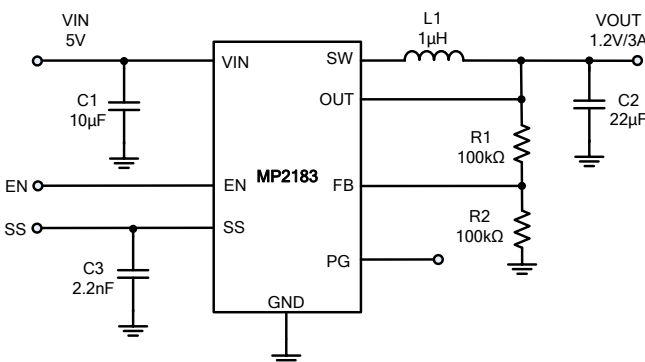 VIN
5V
L1
1µH
VOUT
1.2V/3A
VIN
SW
C1
10µF
OUT
C2
22µF
R1
100kΩ
EN
EN
MP2183
FB
SS
SS
R2
100kΩ
C3
2.2nF
PG
GND